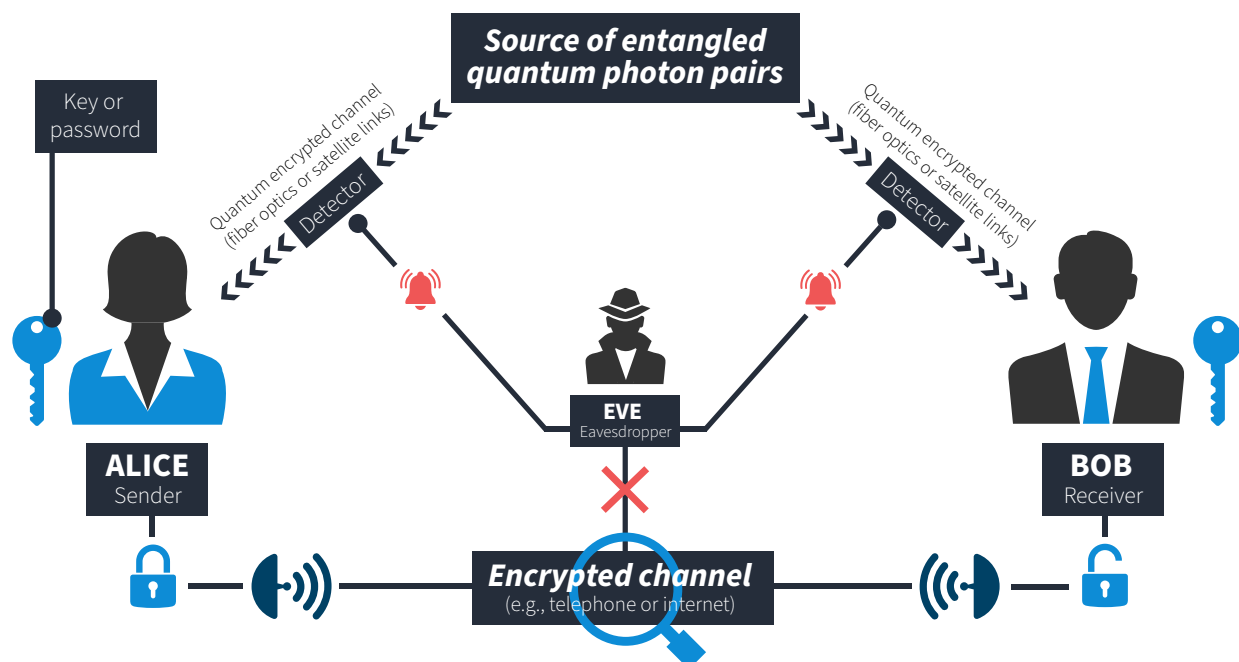 Source of entangled
quantum photon pairs
Key or
password
Quantum encrypted channel
(fiber optics or satellite links)
Detector
Quantum encrypted channel
(fiber optics or satellite links)
Detector
EVE
Eavesdropper
ALICE
Sender
BOB
Receiver
Encrypted channel
(e.g., telephone or internet)